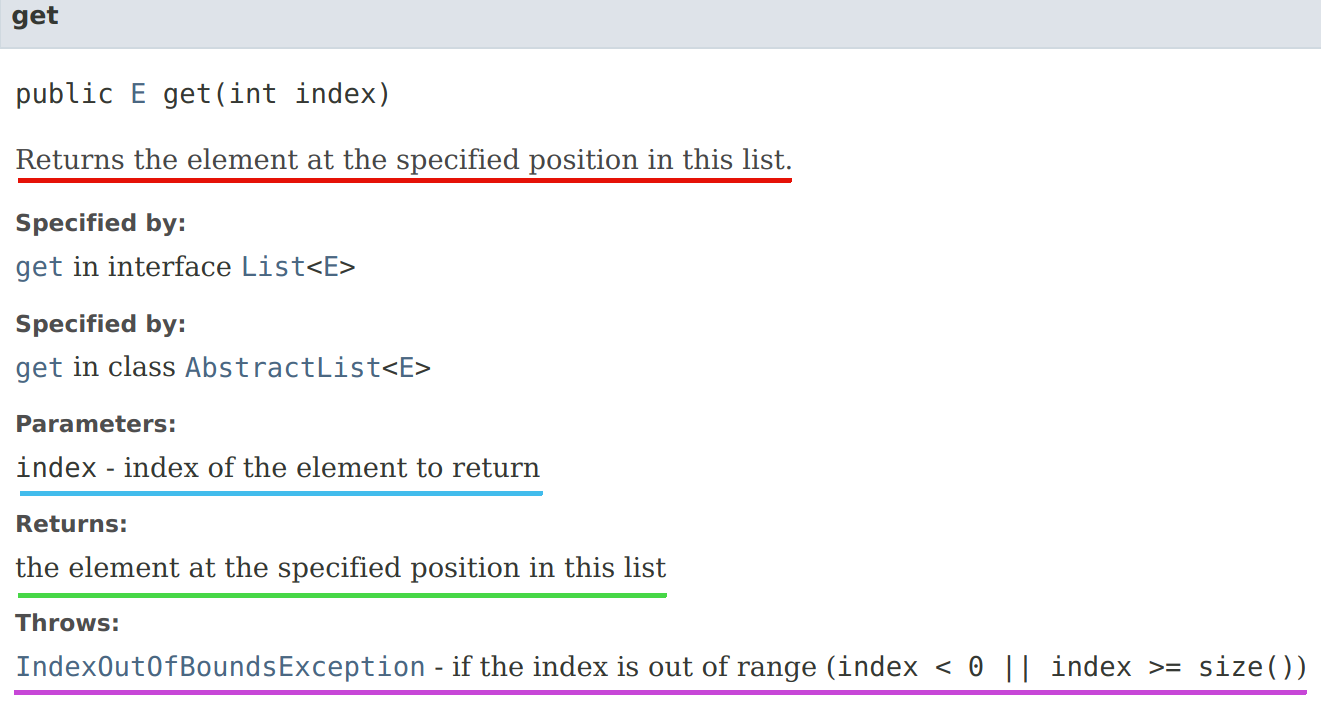 get
public E get(int index)
Returns the element at the specified position in this list.
Specified by:
get in interface List<E>
Specified by:
get in class AbstractList<E>
Parameters:
index - index of the element to return
Returns:
the element at the specified position in this list
Throws:
IndexOutOfBoundsException - if the index is out of range (index < 0 || index >= size())